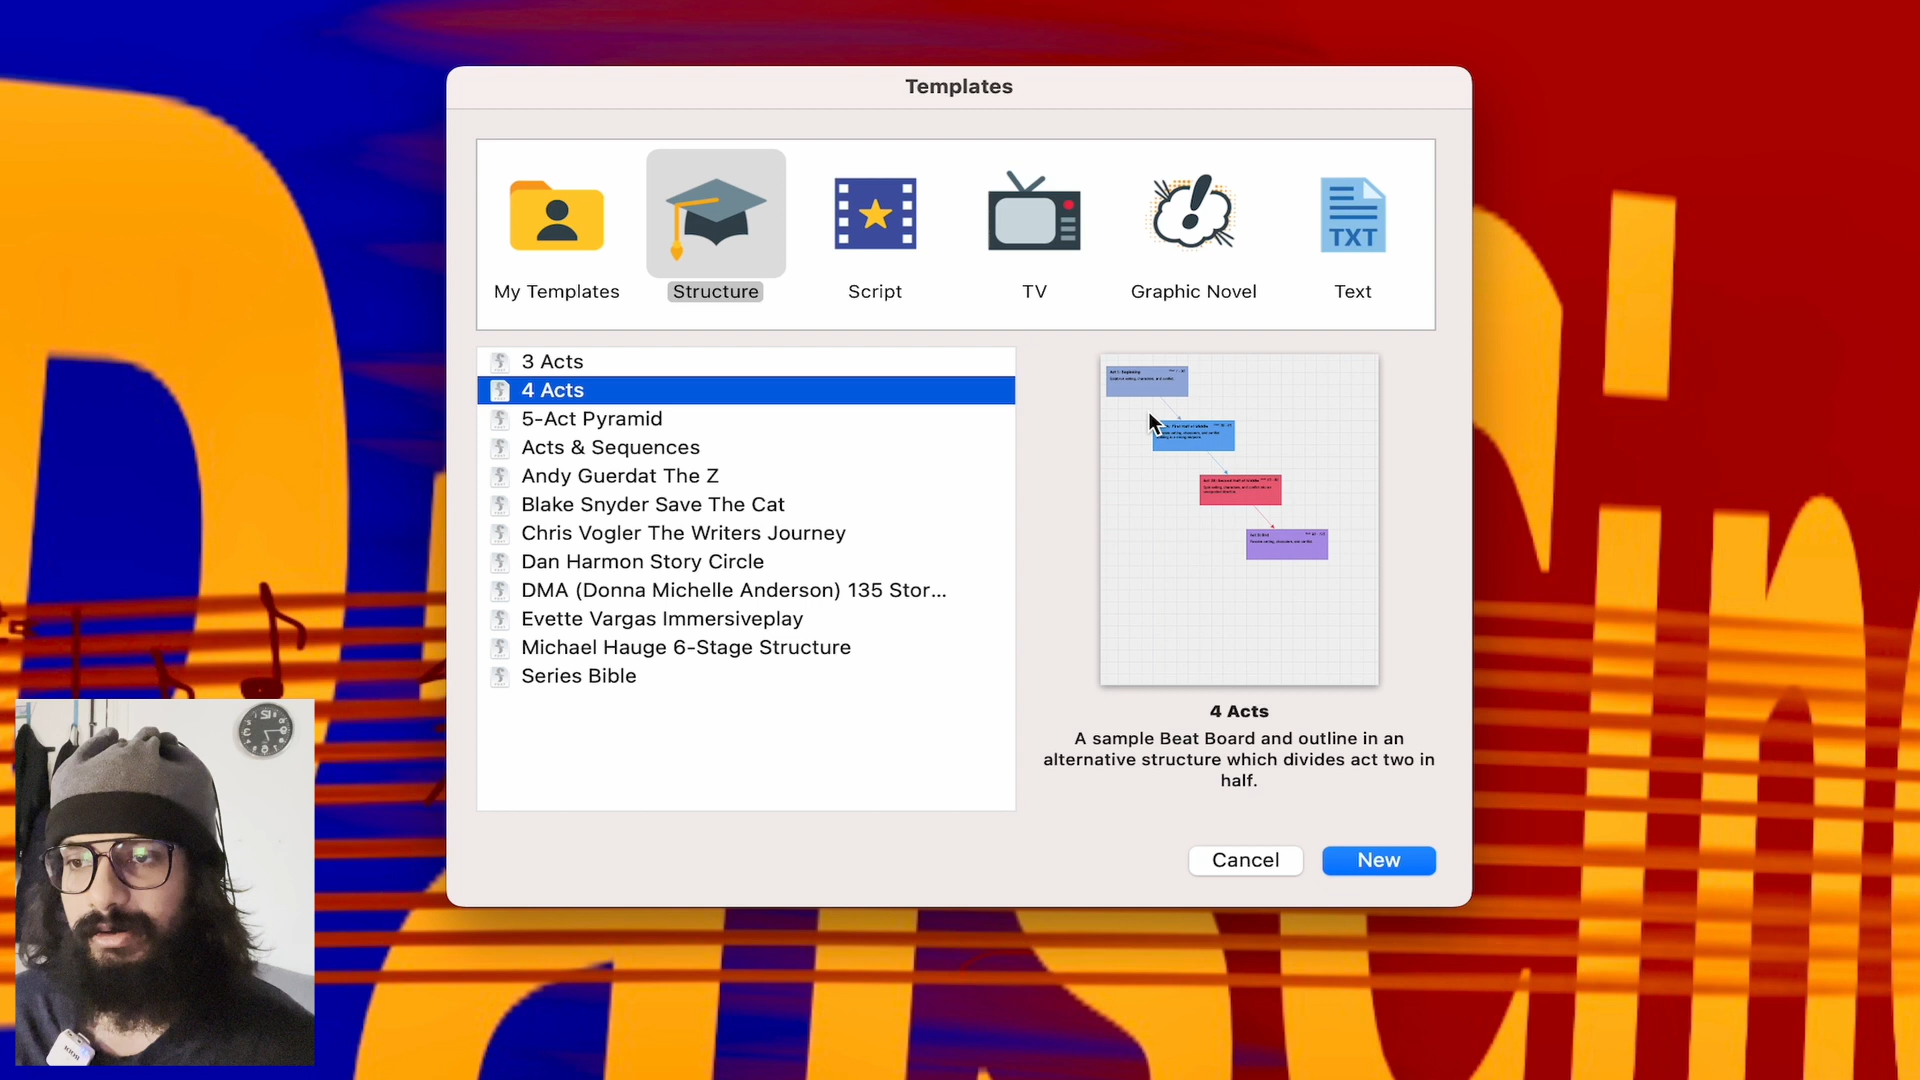 Templates
My Templates
Structure
Script
TV
Graphic Novel
TXT
Text
3 Acts
4 Acts
5-Act Pyramid
Acts & Sequences
Andy Guerdat The Z
Blake Snyder Save The Cat
Chris Vogler The Writers Journey
Dan Harmon Story Circle
DMA (Donna Michelle Anderson) 135 Stor...
Evette Vargas Immersiveplay
Michael Hauge 6-Stage Structure
Series Bible
4 Acts
A sample Beat Board and outline in an
alternative structure which divides act two in
half.
Cancel
New